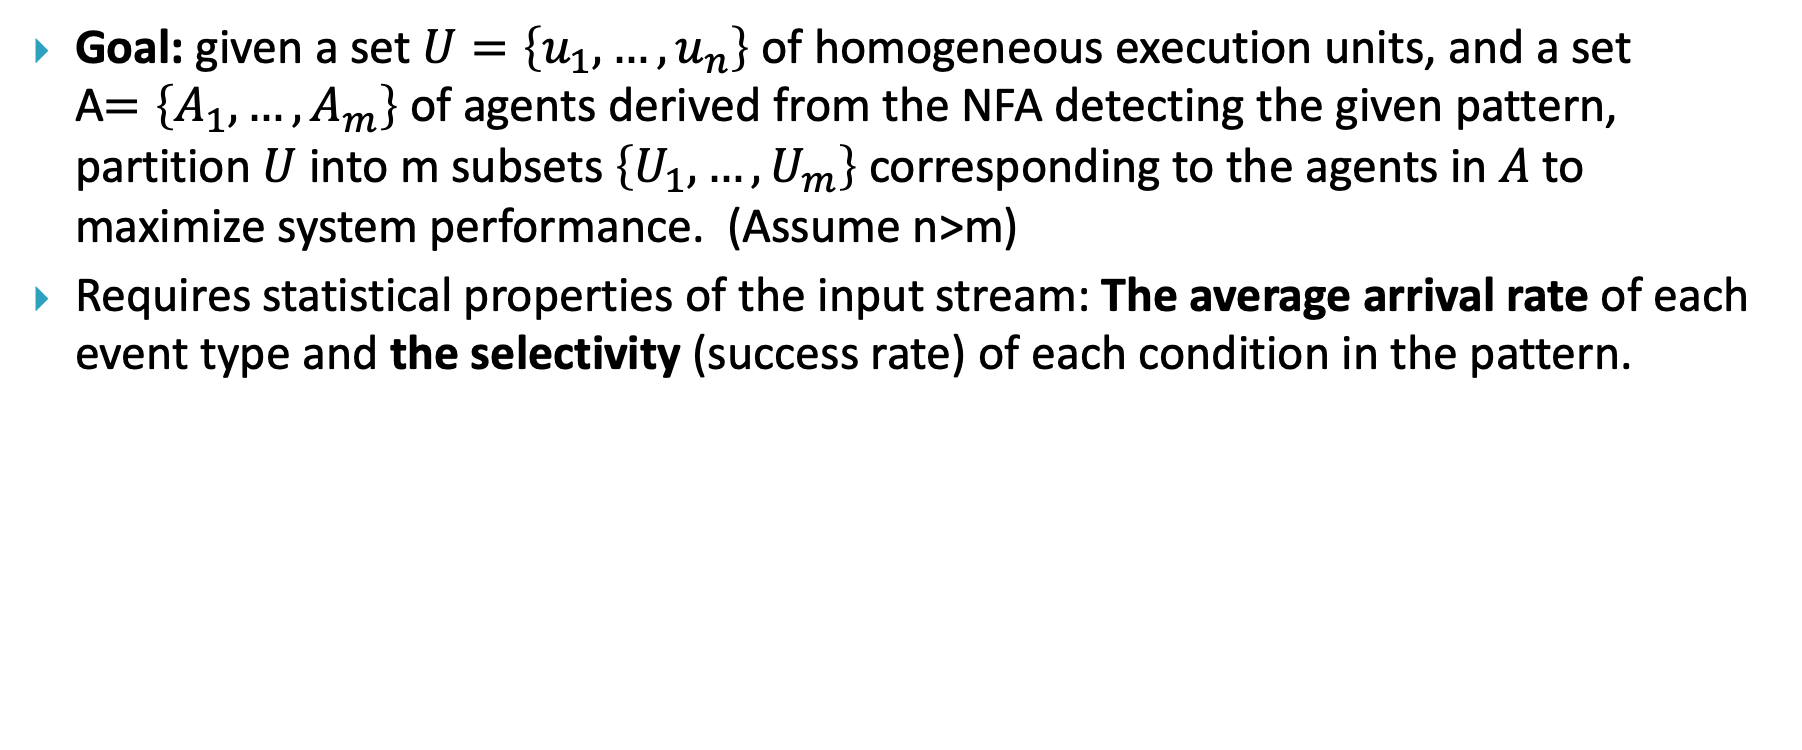 Goal: given a set U = {u₁, … , uₙ} of homogeneous execution units, and a set
A= {A₁, … , Aₘ} of agents derived from the NFA detecting the given pattern,
partition U into m subsets {U₁, … , Uₘ} corresponding to the agents in A to
maximize system performance. (Assume n>m)
Requires statistical properties of the input stream: The average arrival rate of each
event type and the selectivity (success rate) of each condition in the pattern.